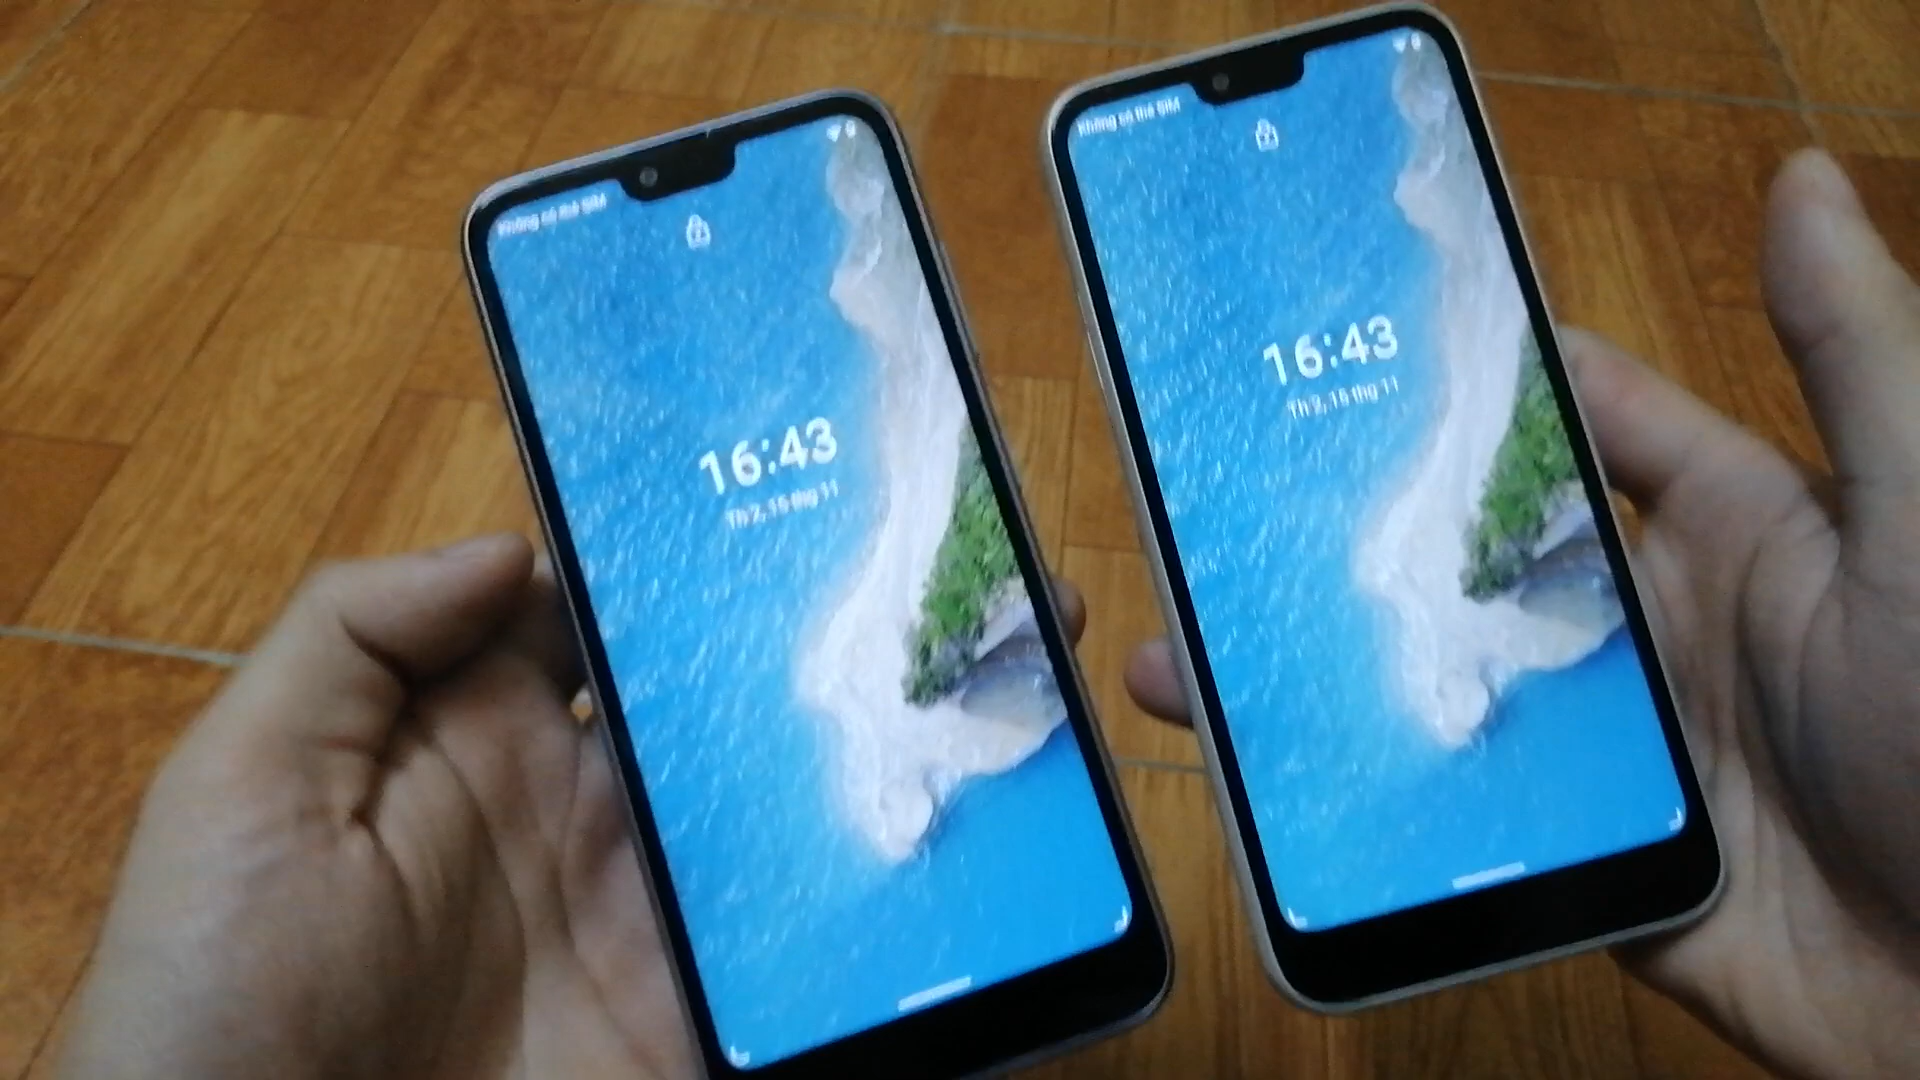 Không có thẻ SIM
16:43
Th 2, 15 thg 11
Không có thẻ SIM
16:43
Th 2, 15 thg 11